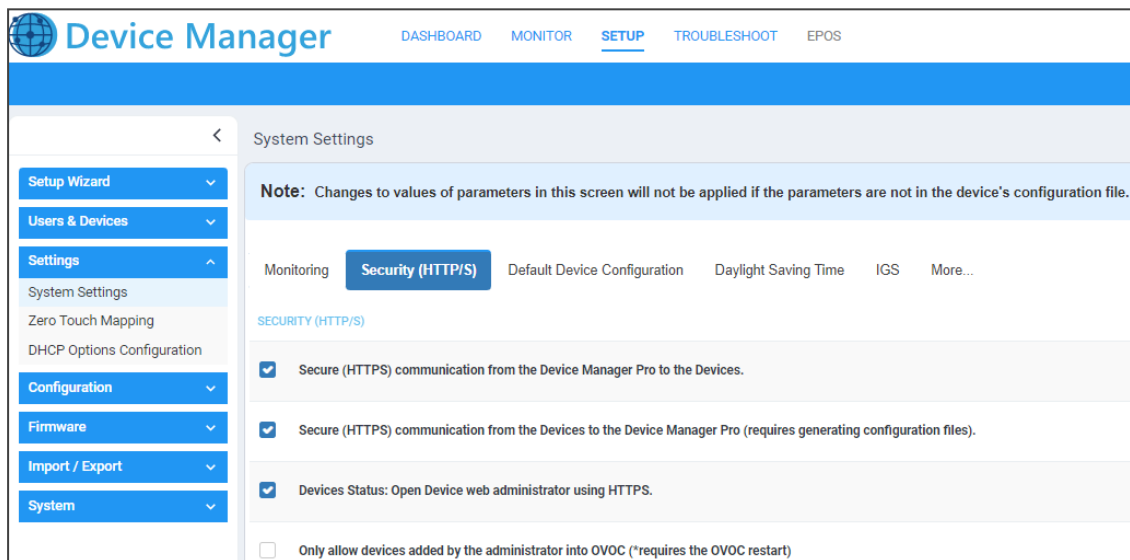 Device Manager
DASHBOARD MONITOR SETUP TROUBLESHOOT EPOS
System Settings
Setup Wizard
Users & Devices
Settings
System Settings
Zero Touch Mapping
DHCP Options Configuration
Configuration
Firmware
Import / Export
System
Note: Changes to values of parameters in this screen will not be applied if the parameters are not in the device's configuration file.
Monitoring Security (HTTP/S) Default Device Configuration Daylight Saving Time IGS More...
SECURITY (HTTP/S)
Secure (HTTPS) communication from the Device Manager Pro to the Devices.
Secure (HTTPS) communication from the Devices to the Device Manager Pro (requires generating configuration files).
Devices Status: Open Device web administrator using HTTPS.
Only allow devices added by the administrator into OVOC (*requires the OVOC restart)